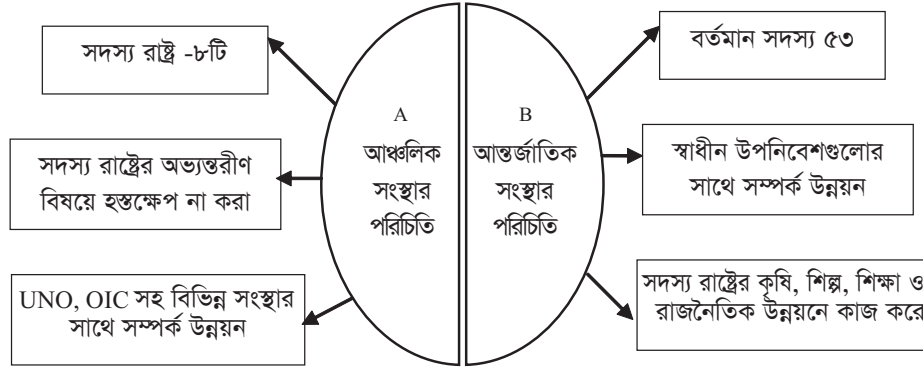 সদস্য রাষ্ট্র -৮টি
সদস্য রাষ্ট্রের অভ্যন্তরীণ
বিষয়ে হস্তক্ষেপ না করা
UNO, OIC সহ বিভিন্ন সংস্থার
সাথে সম্পর্ক উন্নয়ন
A
আঞ্চলিক
সংস্থার
পরিচিতি
B
আন্তর্জাতিক
সংস্থার
পরিচিতি
বর্তমান সদস্য ৫৩
স্বাধীন উপনিবেশগুলোর
সাথে সম্পর্ক উন্নয়ন
সদস্য রাষ্ট্রের কৃষি, শিল্প, শিক্ষা ও
রাজনৈতিক উন্নয়নে কাজ করে